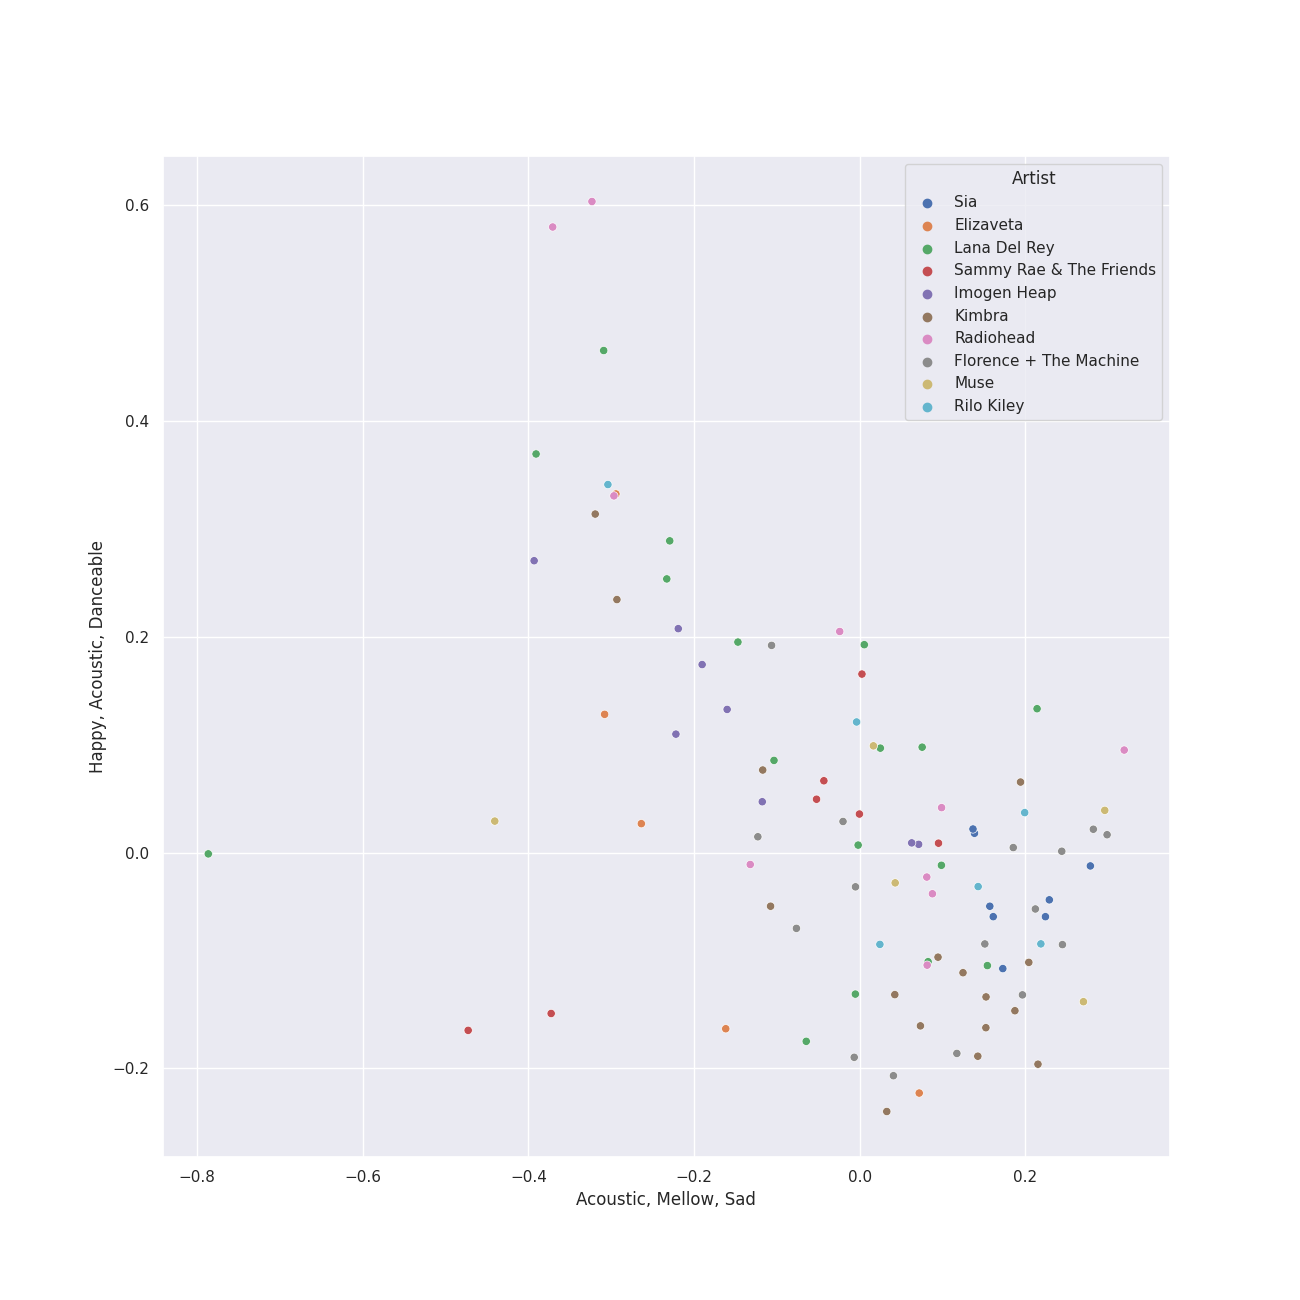 Artist
Sia
Elizaveta
Lana Del Rey
Sammy Rae & The Friends
Imogen Heap
Kimbra
Radiohead
Florence + The Machine
Muse
Rilo Kiley
0.6
0.4
0.2
0.0
−0.2
Happy, Acoustic, Danceable
−0.8 −0.6 −0.4 −0.2 0.0 0.2
Acoustic, Mellow, Sad